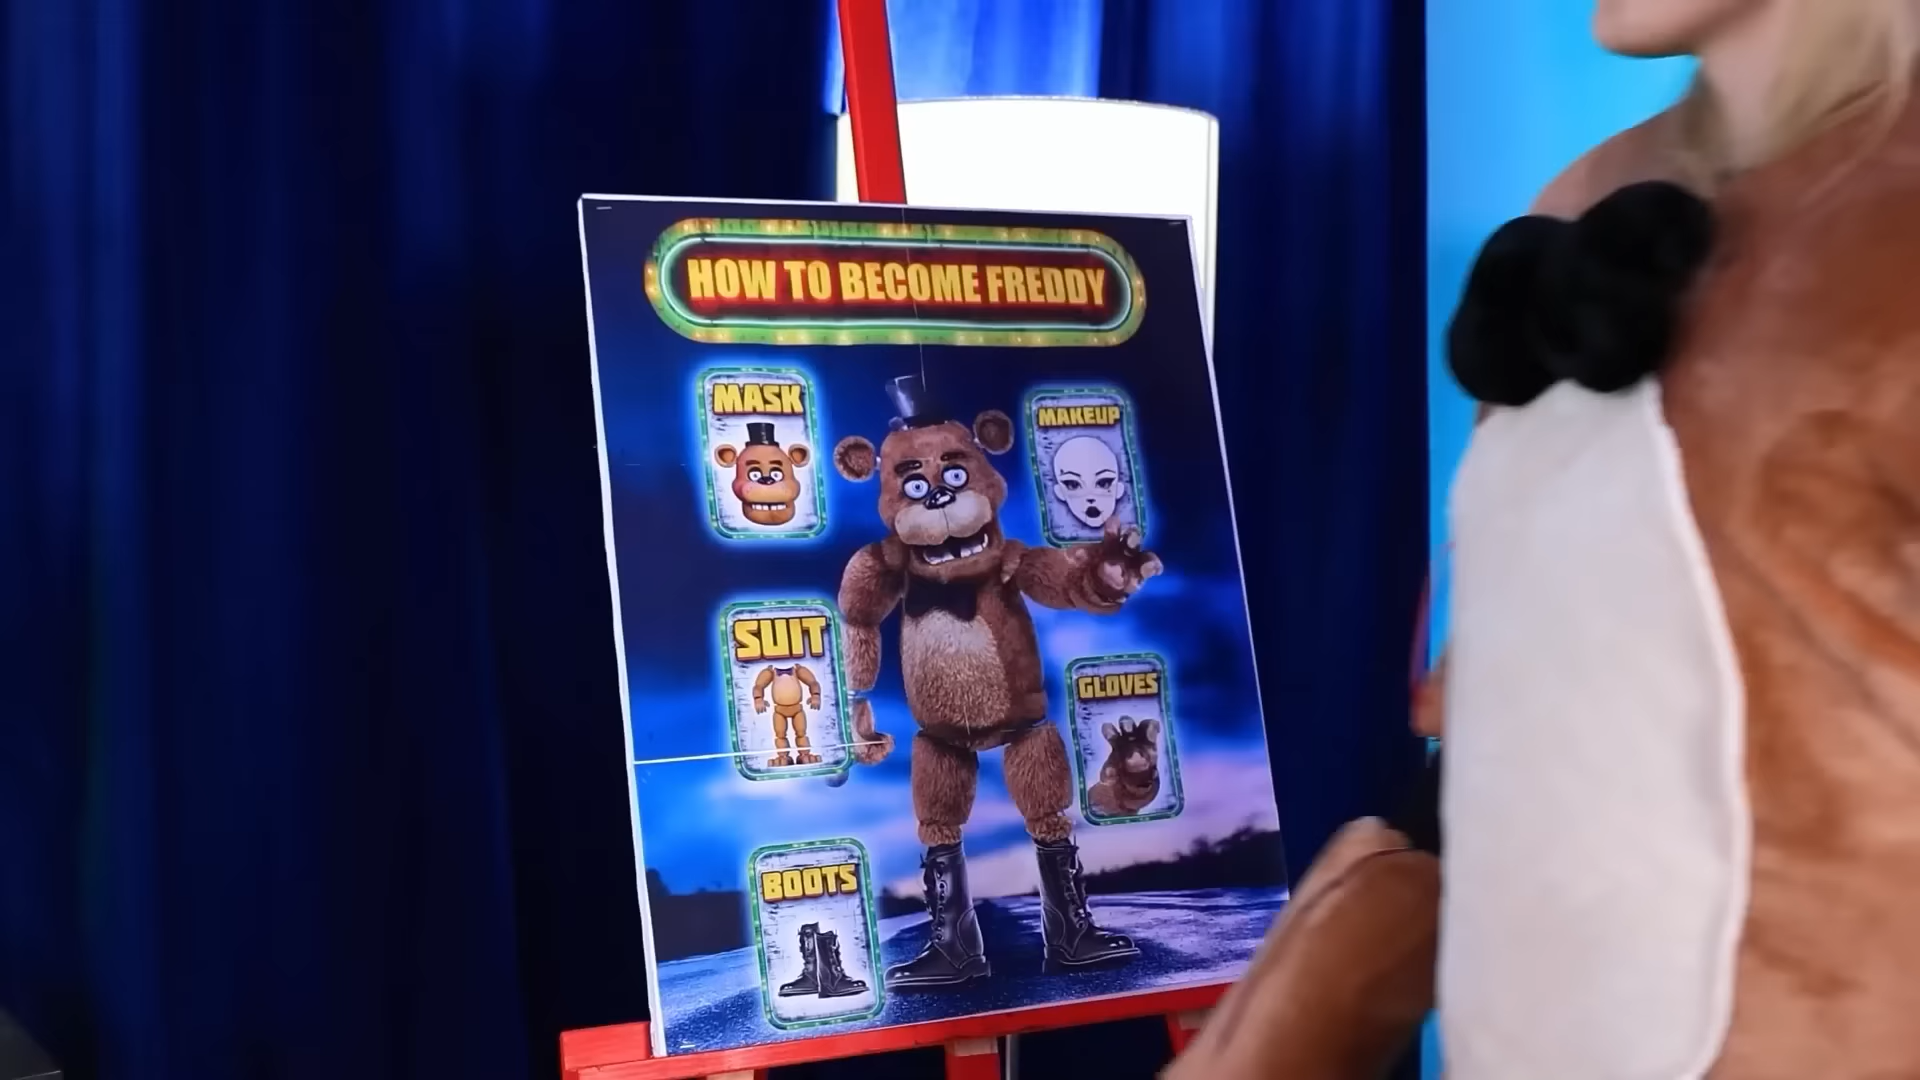 HOW TO BECOME FREDDY
MASK
MAKEUP
SUIT
GLOVES
BOOTS